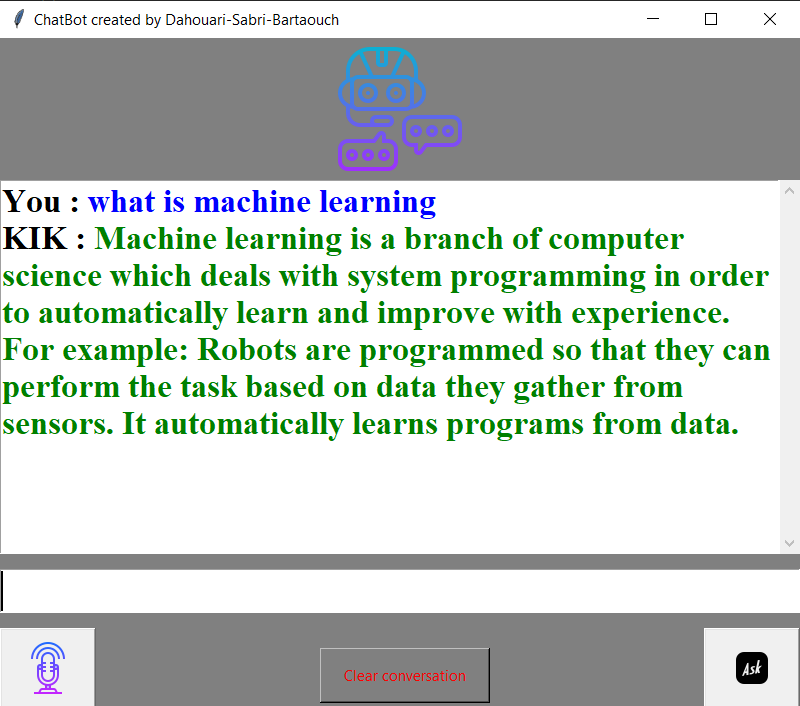 ChatBot created by Dahouari-Sabri-Bartaouch
You : what is machine learning
KIK : Machine learning is a branch of computer
science which deals with system programming in order
to automatically learn and improve with experience.
For example: Robots are programmed so that they can
perform the task based on data they gather from
sensors. It automatically learns programs from data.
Clear conversation
Ask